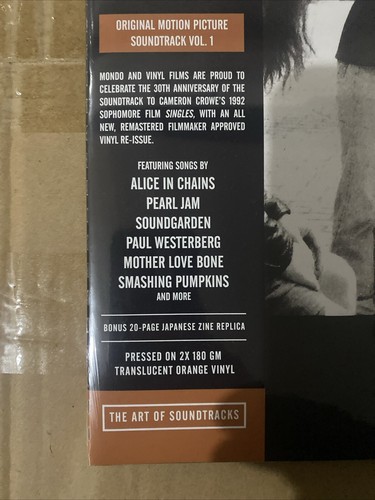 ORIGINAL MOTION PICTURE
SOUNDTRACK VOL. 1
MONDO AND VINYL FILMS ARE PROUD TO
CELEBRATE THE 30TH ANNIVERSARY OF THE
SOUNDTRACK TO CAMERON CROWE'S 1992
SOPHOMORE FILM SINGLES, WITH AN ALL
NEW, REMASTERED FILMMAKER APPROVED
VINYL RE-ISSUE.
FEATURING SONGS BY
ALICE IN CHAINS
PEARL JAM
SOUNDGARDEN
PAUL WESTERBERG
MOTHER LOVE BONE
SMASHING PUMPKINS
AND MORE
BONUS 20-PAGE JAPANESE ZINE REPLICA
PRESSED ON 2X 180 GM
TRANSLUCENT ORANGE VINYL
THE ART OF SOUNDTRACKS